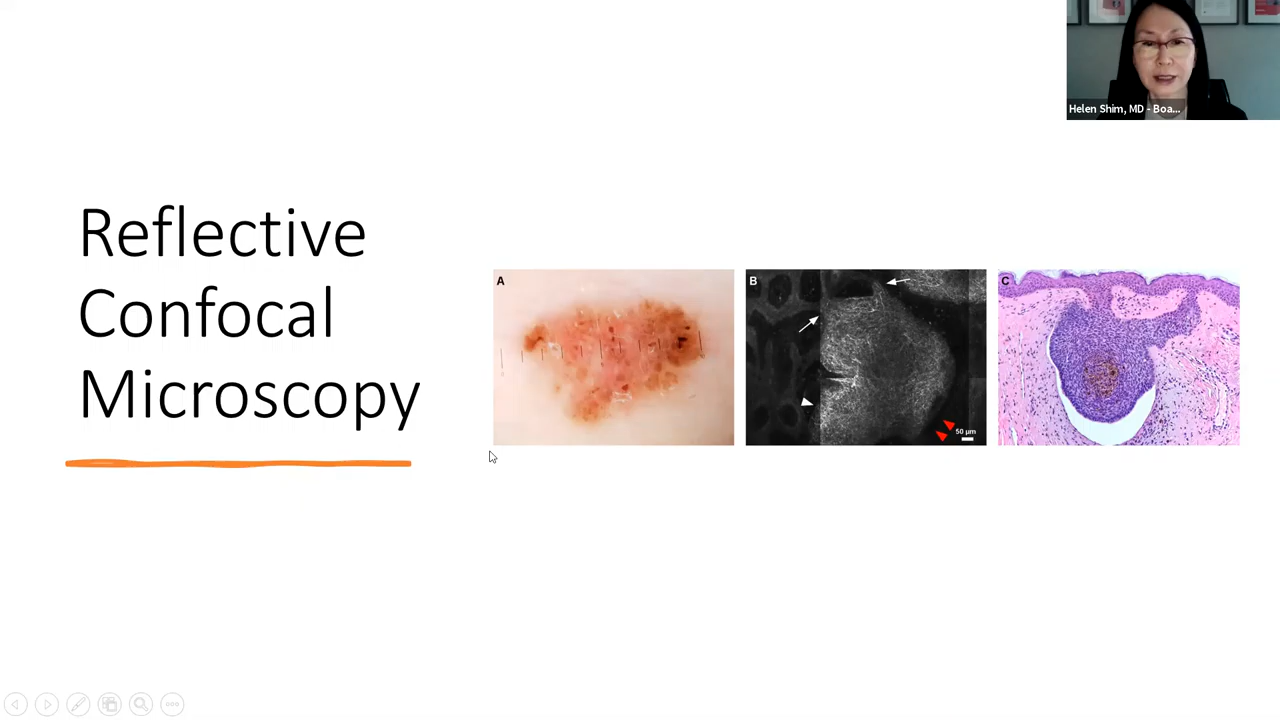 Helen Shim, MD - Boa...
Reflective
Confocal
Microscopy
A
B
C
50 µm